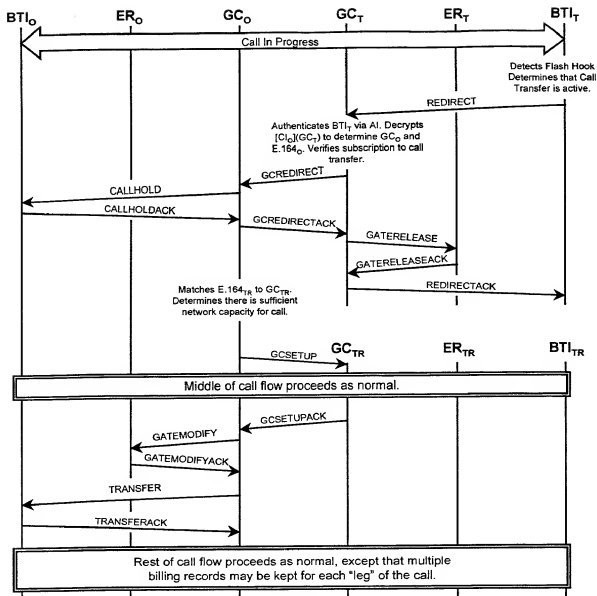 BTIO ERO GCO GCT ERT BTIT
Call In Progress
Detects Flash Hook
Determines that Call
Transfer is active.
REDIRECT
Authenticates BTIT via AI. Decrypts
[CIO](GCT) to determine GCO and
E.164O. Verifies subscription to call
transfer.
GCREDIRECT
CALLHOLD
CALLHOLDACK
GCREDIRECTACK
GATERELEASE
GATERELEASEACK
REDIRECTACK
Matches E.164TR to GCTR.
Determines there is sufficient
network capacity for call.
GCTR ERTR BTITR
GCSETUP
Middle of call flow proceeds as normal.
GCSETUPACK
GATEMODIFY
GATEMODIFYACK
TRANSFER
TRANSFERACK
Rest of call flow proceeds as normal, except that multiple
billing records may be kept for each "leg" of the call.